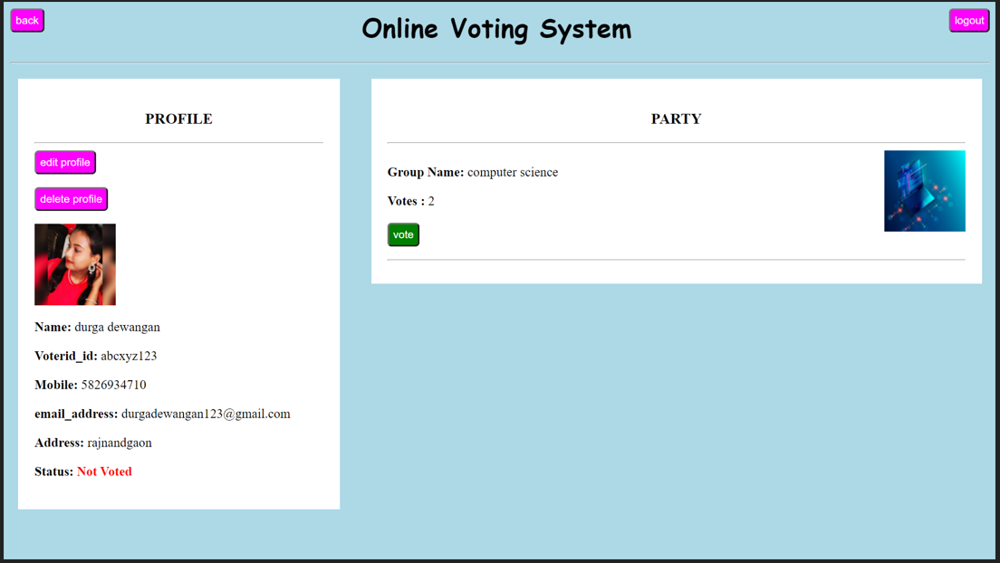 back
Online Voting System
logout
PROFILE
edit profile
delete profile
Name: durga dewangan
Voterid_id: abcxyz123
Mobile: 5826934710
email_address: durgadewangan123@gmail.com
Address: rajnandgaon
Status: Not Voted
PARTY
Group Name: computer science
Votes : 2
vote